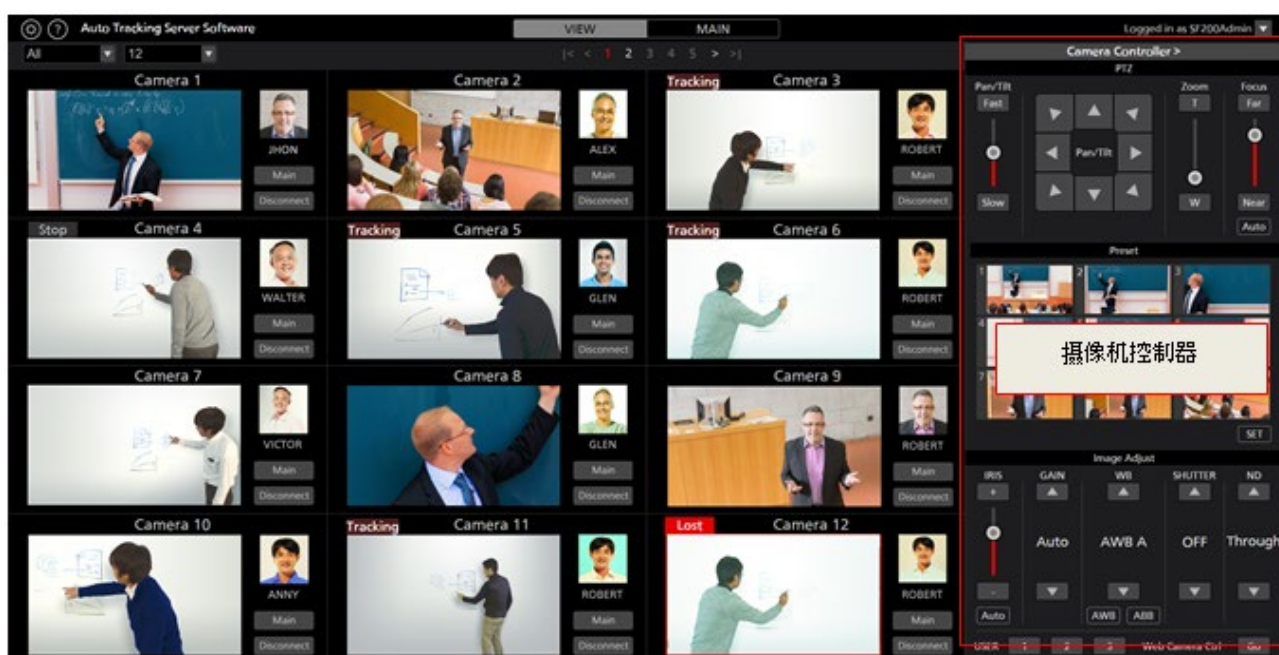 Auto Tracking Server Software
VIEW
MAIN
Logged in as SF200Admin
All
12
|< < 1 2 3 4 5 > >|
Camera Controller >
Camera 1
JHON
Main
Disconnect
Camera 2
ALEX
Main
Disconnect
Tracking
Camera 3
ROBERT
Main
Disconnect
Stop
Camera 4
WALTER
Main
Disconnect
Tracking
Camera 5
GLEN
Main
Disconnect
Tracking
Camera 6
ROBERT
Main
Disconnect
Camera 7
VICTOR
Main
Disconnect
Camera 8
GLEN
Main
Disconnect
Camera 9
ROBERT
Main
Disconnect
Camera 10
ANNY
Main
Disconnect
Tracking
Camera 11
ROBERT
Main
Disconnect
Lost
Camera 12
ROBERT
Main
Disconnect
PTZ
Pan/Tilt
Zoom
Focus
Fast
T
Far
Pan/Tilt
Slow
W
Near
Auto
Preset
1
2
3
4
摄像机控制器
7
SET
Image Adjust
IRIS GAIN WB SHUTTER ND
+
Auto
AWB A
OFF
Through
-
Auto
AWB
ABB
USER 1 2 3 Web Camera Ctrl Go